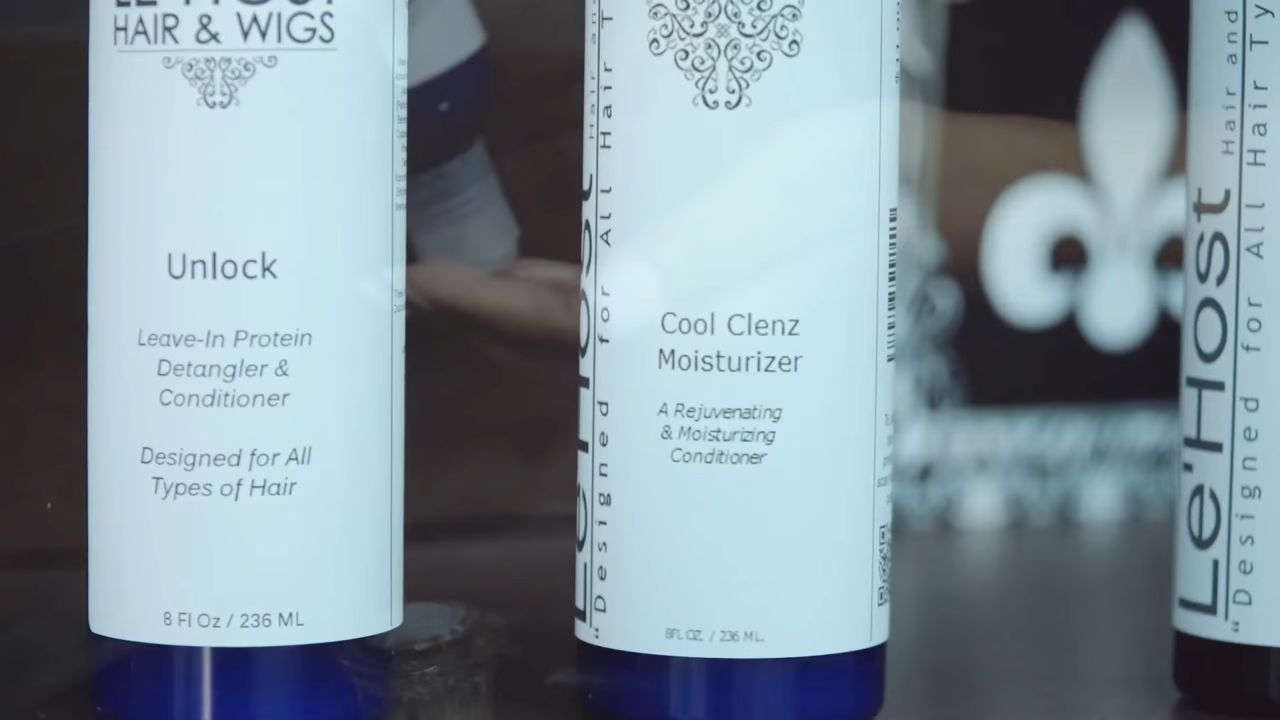 HAIR & WIGS
Unlock
Leave-In Protein
Detangler &
Conditioner
Designed for All
Types of Hair
8 Fl Oz / 236 ML
Le'Host Hair an
"Designed for All Hair T
Cool Clenz
Moisturizer
A Rejuvenating
& Moisturizing
Conditioner
8FL OZ. / 236 ML.
Le'Host Hair and
"Designed for All Hair Ty